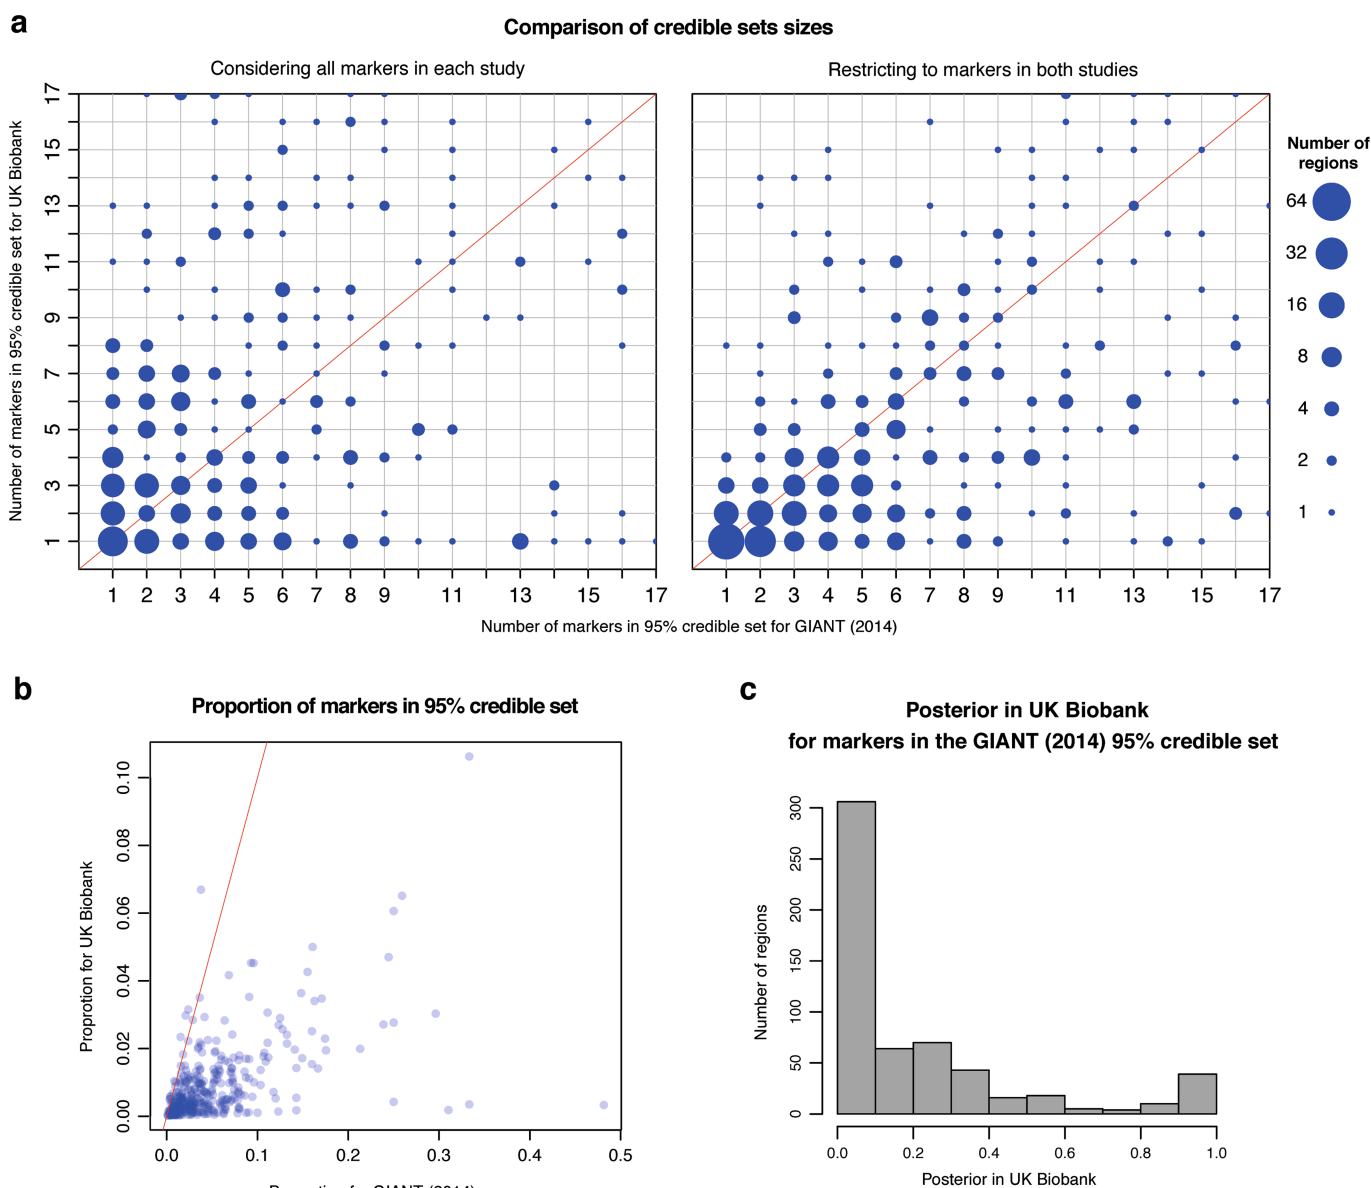 a
Comparison of credible sets sizes
Considering all markers in each study
Restricting to markers in both studies
Number of markers in 95% credible set for UK Biobank
17
15
13
11
9
7
5
3
1
1 2 3 4 5 6 7 8 9 11 13 15 17
1 2 3 4 5 6 7 8 9 11 13 15 17
Number of markers in 95% credible set for GIANT (2014)
Number of
regions
64
32
16
8
4
2
1
b
Proportion of markers in 95% credible set
Proprotion for UK Biobank
0.10
0.08
0.06
0.04
0.02
0.00
0.0 0.1 0.2 0.3 0.4 0.5
Proportion for GIANT (2014)
c
Posterior in UK Biobank
for markers in the GIANT (2014) 95% credible set
Number of regions
300
250
200
150
100
50
0
0.0 0.2 0.4 0.6 0.8 1.0
Posterior in UK Biobank